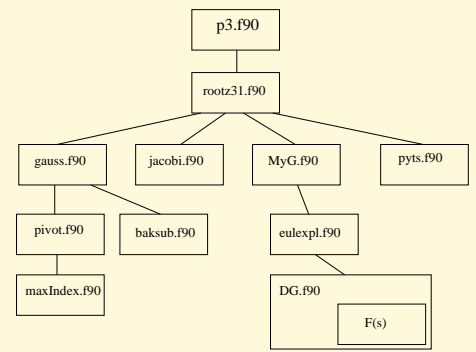 p3.f90
rootz31.f90
gauss.f90
jacobi.f90
MyG.f90
pyts.f90
pivot.f90
baksub.f90
eulexpl.f90
maxIndex.f90
DG.f90
F(s)